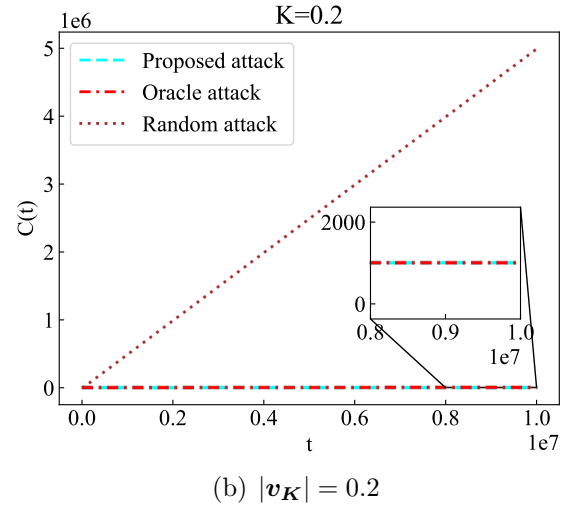 K=0.2
1e6
5
4
3
2
1
0
C(t)
Proposed attack
Oracle attack
Random attack
2000
0
0.8 0.9 1.0
1e7
0.0 0.2 0.4 0.6 0.8 1.0
1e7
t
(b) |v_K| = 0.2